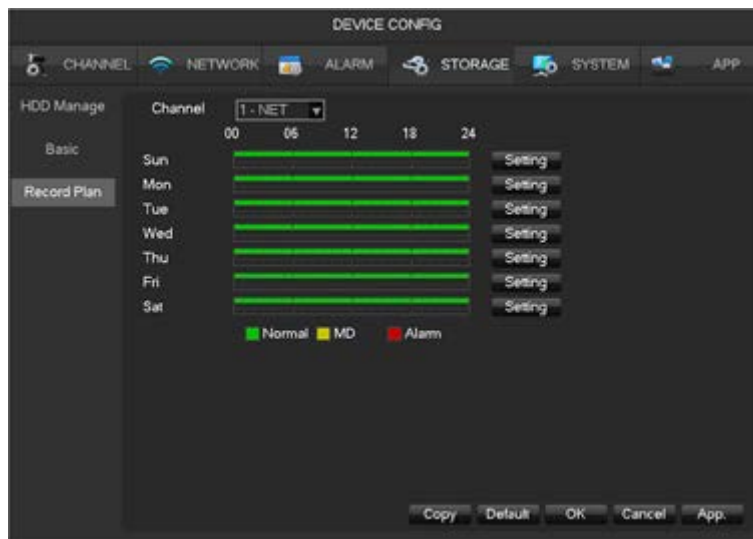 DEVICE CONFIG
CHANNEL NETWORK ALARM STORAGE SYSTEM APP
HDD Manage
Basic
Record Plan
Channel 1 - NET
00 06 12 18 24
Sun Setting
Mon Setting
Tue Setting
Wed Setting
Thu Setting
Fri Setting
Sat Setting
Normal MD Alarm
Copy Default OK Cancel App.